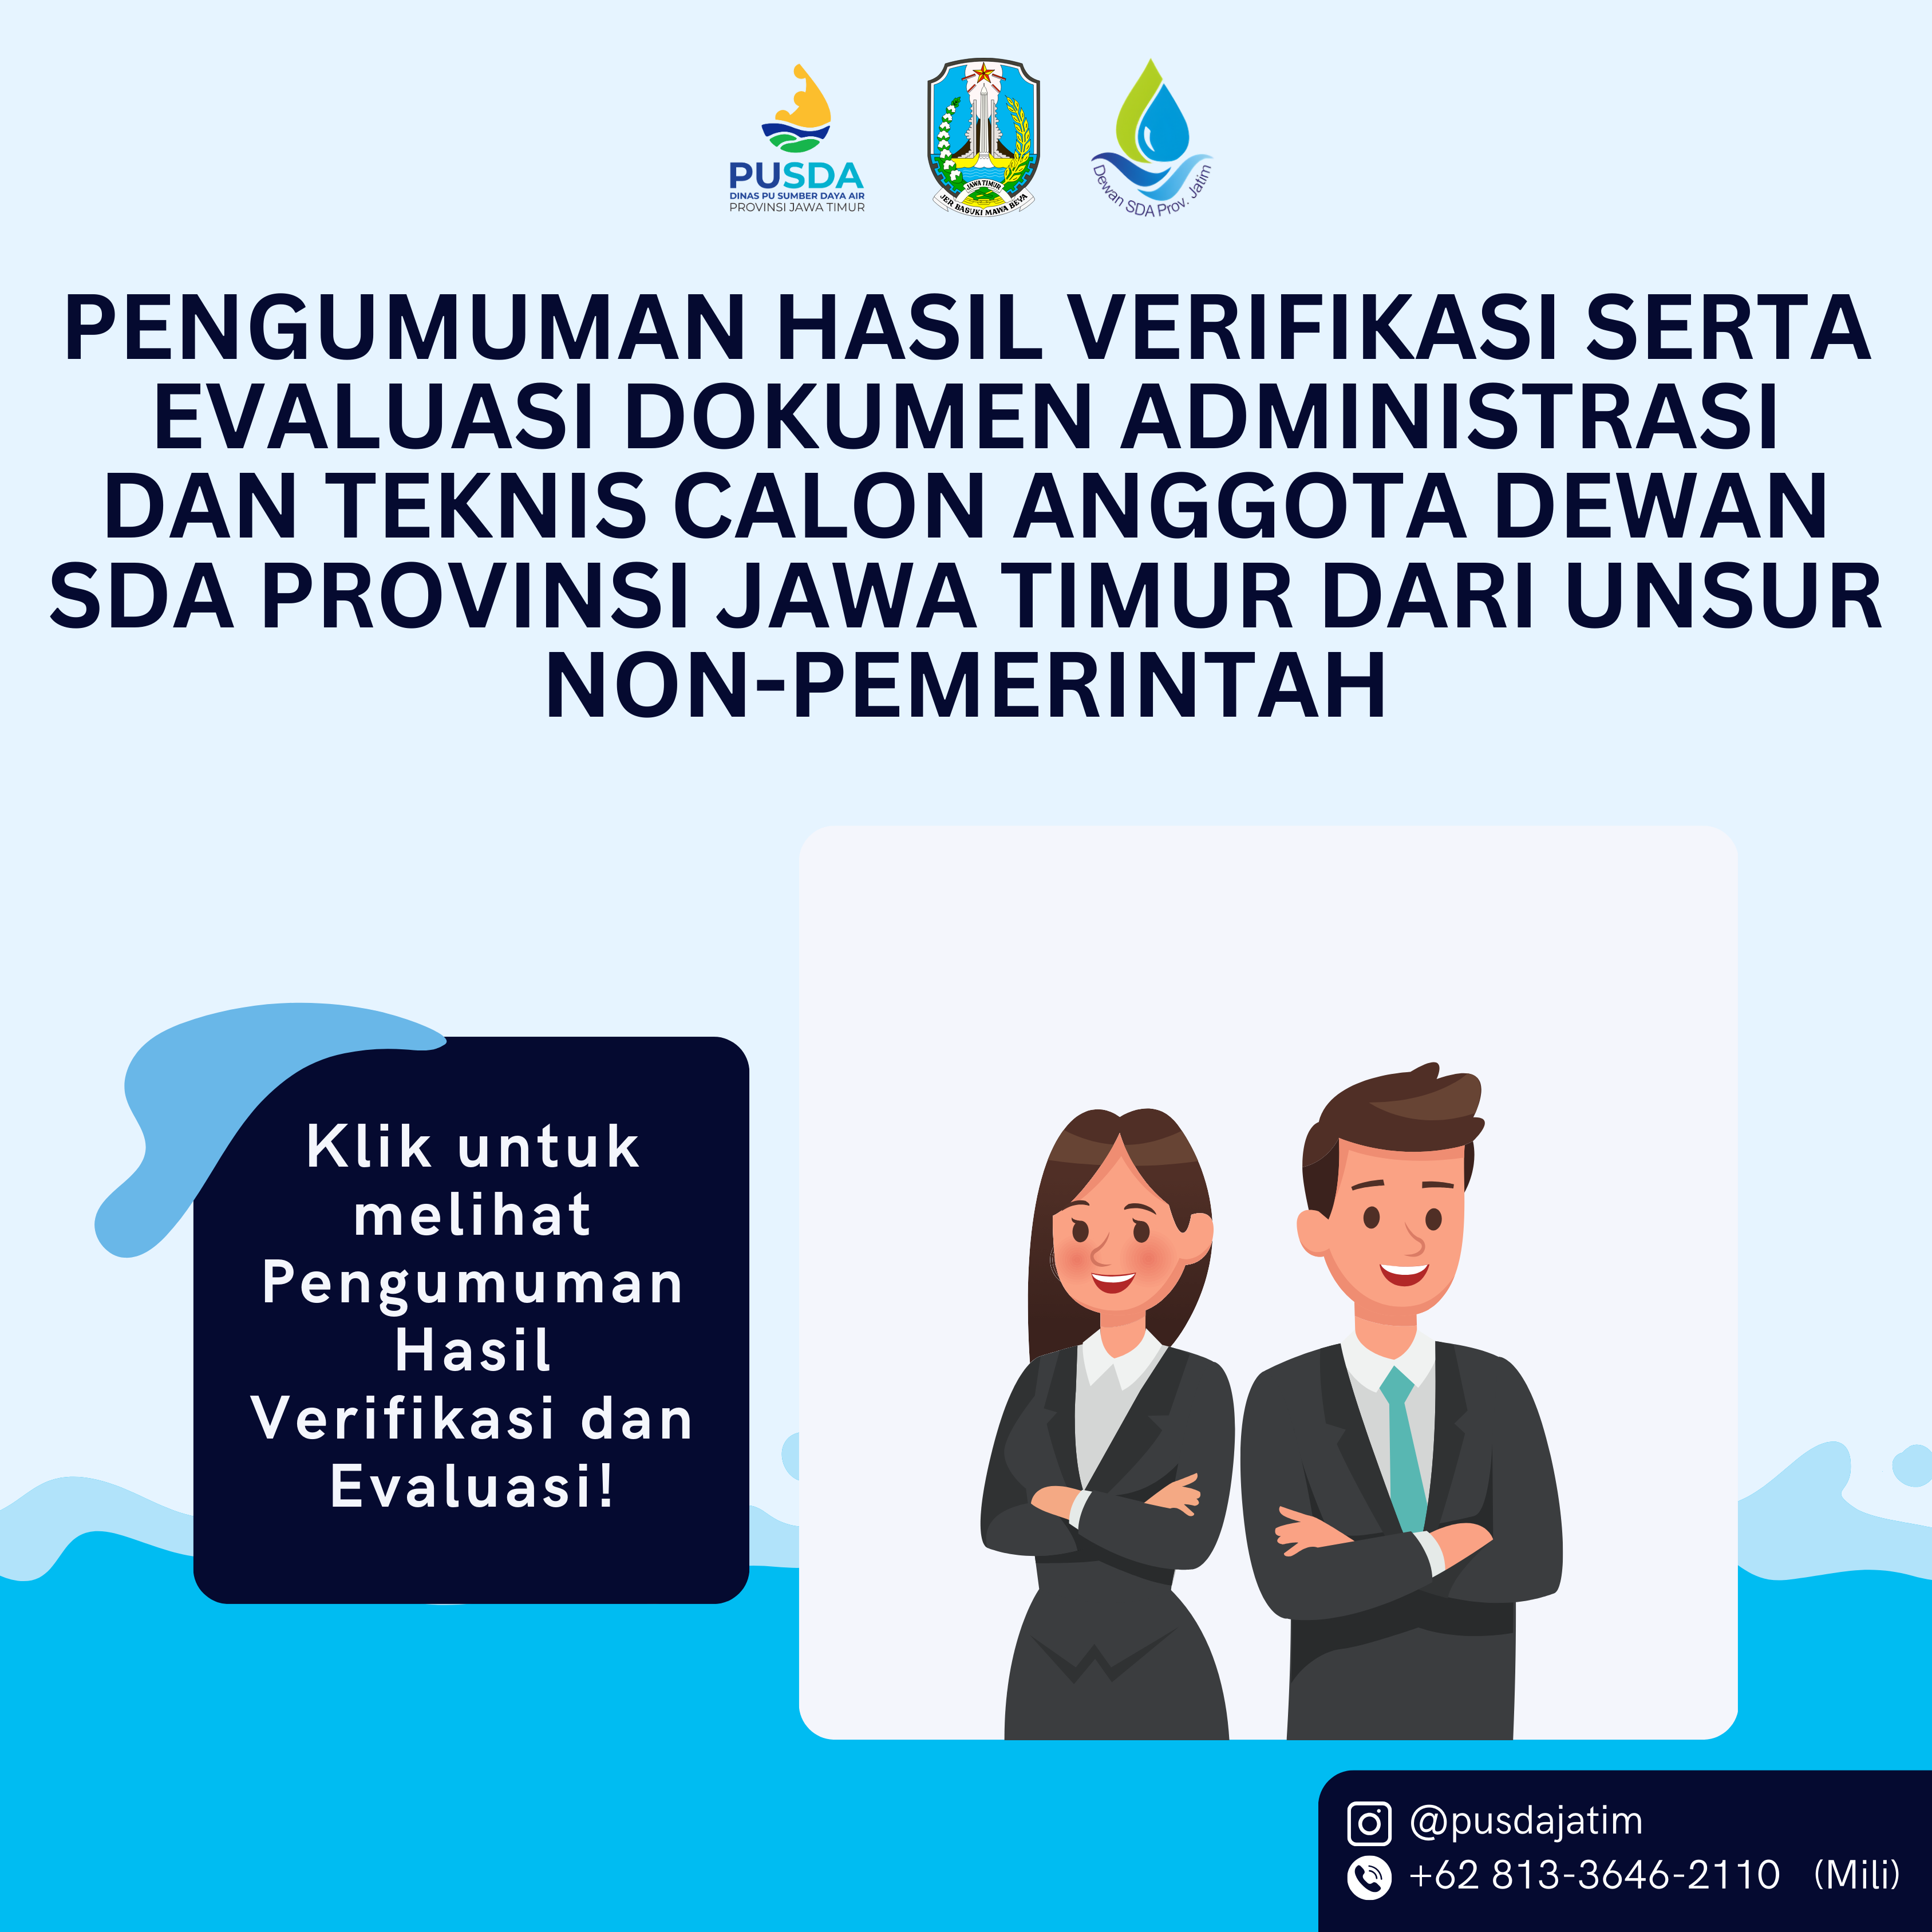 PUSDA
DINAS PU SUMBER DAYA AIR
PROVINSI JAWA TIMUR
JAWA TIMUR
JER BASUKI MAWA BEYA
Dewan SDA Prov. Jatim
PENGUMUMAN HASIL VERIFIKASI SERTA
EVALUASI DOKUMEN ADMINISTRASI
DAN TEKNIS CALON ANGGOTA DEWAN
SDA PROVINSI JAWA TIMUR DARI UNSUR
NON-PEMERINTAH
Klik untuk
melihat
Pengumuman
Hasil
Verifikasi dan
Evaluasi!
@pusdajatim
+62 813-3646-2110 (Mili)